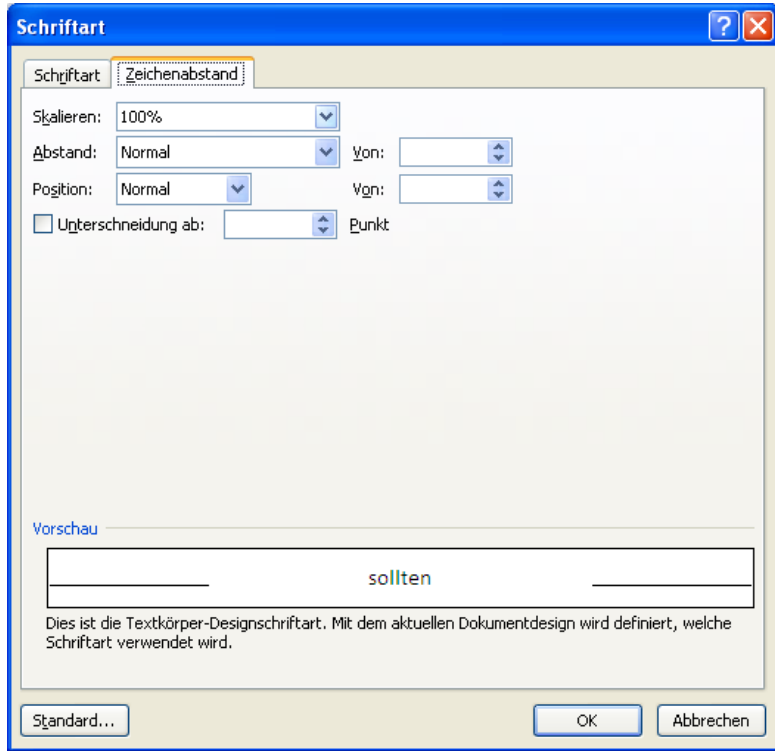 Schriftart
Schriftart Zeichenabstand
Skalieren: 100%
Abstand: Normal Von:
Position: Normal Von:
Unterschneidung ab: Punkt
Vorschau
sollten
Dies ist die Textkörper-Designschriftart. Mit dem aktuellen Dokumentdesign wird definiert, welche
Schriftart verwendet wird.
Standard... OK Abbrechen